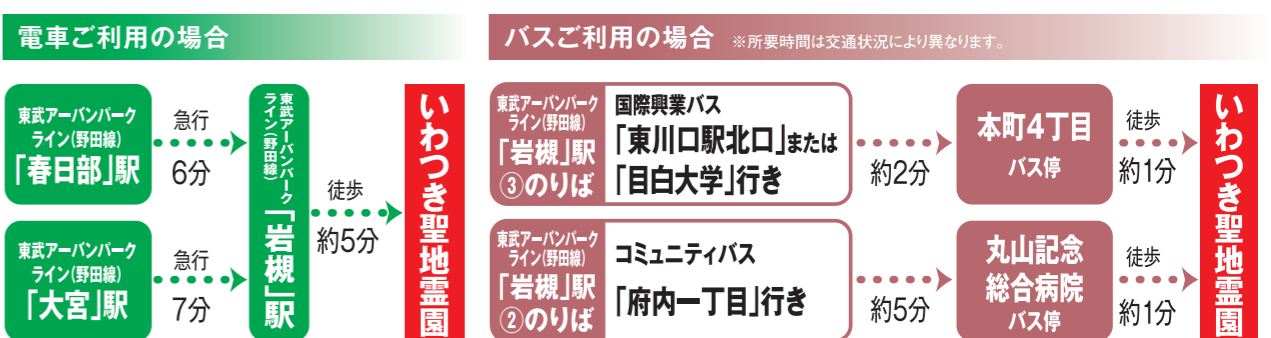 電車ご利用の場合
東武アーバンパーク
ライン(野田線)
「春日部」駅
急行
6分
東武アーバンパーク
ライン(野田線)
「大宮」駅
急行
7分
東武アーバンパーク
ライン(野田線)
「岩槻」駅
徒歩
約5分
いわつき聖地霊園
バスご利用の場合 ※所要時間は交通状況により異なります。
東武アーバンパーク
ライン(野田線)
「岩槻」駅
③のりば
国際興業バス
「東川口駅北口」または
「目白大学」行き
約2分
本町4丁目
バス停
徒歩
約1分
東武アーバンパーク
ライン(野田線)
「岩槻」駅
②のりば
コミュニティバス
「府内一丁目」行き
約5分
丸山記念
総合病院
バス停
徒歩
約1分
いわつき聖地霊園